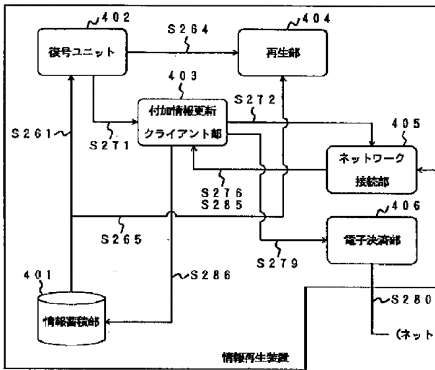 402
S264
404
復号ユニット
再生部
403
付加情報更新
クライアント部
S272
405
S261
S271
ネットワーク
接続部
S276
S285
406
S265
電子決済部
S286
S279
401
情報蓄積部
S280
(ネット
情報再生装置